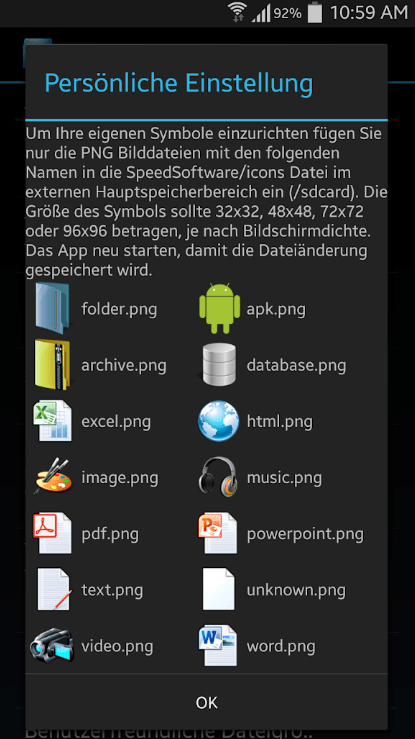 92% 10:59 AM
Persönliche Einstellung
Um Ihre eigenen Symbole einzurichten fügen Sie
nur die PNG Bilddateien mit den folgenden
Namen in die SpeedSoftware/icons Datei im
externen Hauptspeicherbereich ein (/sdcard). Die
Größe des Symbols sollte 32x32, 48x48, 72x72
oder 96x96 betragen, je nach Bildschirmdichte.
Das App neu starten, damit die Dateiänderung
gespeichert wird.
folder.png apk.png
archive.png database.png
excel.png html.png
image.png music.png
pdf.png powerpoint.png
text.png unknown.png
video.png word.png
OK
Benutzerfreundliche Dateigrö..